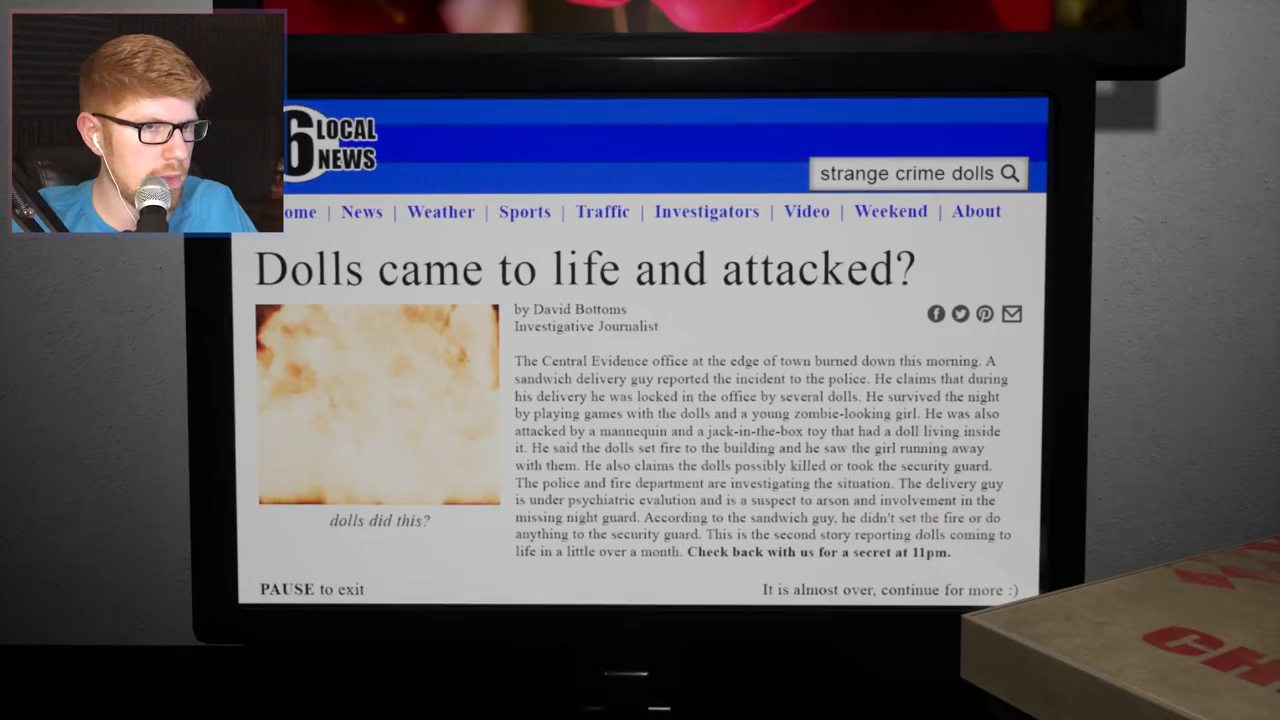 6 LOCAL
NEWS
strange crime dolls
ome | News | Weather | Sports | Traffic | Investigators | Video | Weekend | About
Dolls came to life and attacked?
by David Bottoms
Investigative Journalist
The Central Evidence office at the edge of town burned down this morning. A
sandwich delivery guy reported the incident to the police. He claims that during
his delivery he was locked in the office by several dolls. He survived the night
by playing games with the dolls and a young zombie-looking girl. He was also
attacked by a mannequin and a jack-in-the-box toy that had a doll living inside
it. He said the dolls set fire to the building and he saw the girl running away
with them. He also claims the dolls possibly killed or took the security guard.
The police and fire department are investigating the situation. The delivery guy
is under psychiatric evalution and is a suspect to arson and involvement in the
missing night guard. According to the sandwich guy, he didn't set the fire or do
anything to the security guard. This is the second story reporting dolls coming to
life in a little over a month. Check back with us for a secret at 11pm.
dolls did this?
PAUSE to exit
It is almost over, continue for more :)
CH